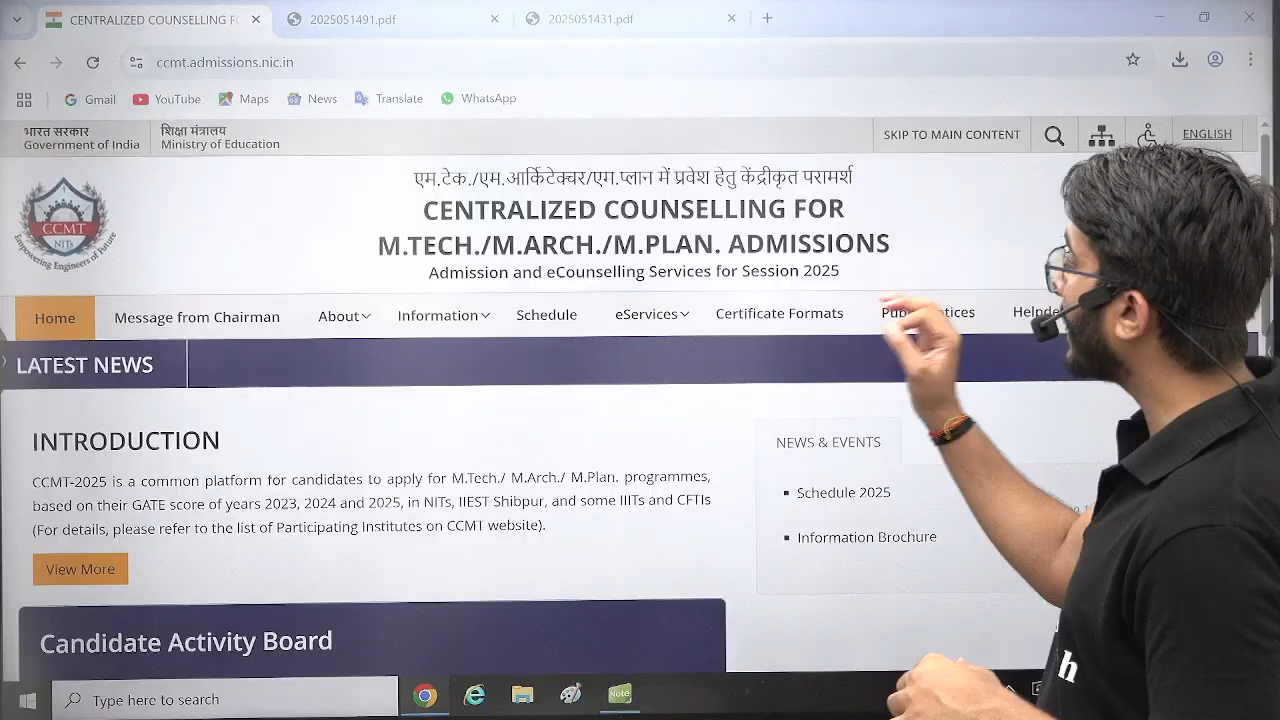 CENTRALIZED COUNSELLING F
2025051491.pdf
2025051431.pdf
ccmt.admissions.nic.in
Gmail
YouTube
Maps
News
Translate
WhatsApp
भारत सरकार
Government of India
शिक्षा मंत्रालय
Ministry of Education
SKIP TO MAIN CONTENT
ENGLISH
CCMT
NITs
Empowering Engineers of Future
एम.टेक./एम.आर्किटेक्चर/एम.प्लान में प्रवेश हेतु केंद्रीकृत परामर्श
CENTRALIZED COUNSELLING FOR
M.TECH./M.ARCH./M.PLAN. ADMISSIONS
Admission and eCounselling Services for Session 2025
Home
Message from Chairman
About
Information
Schedule
eServices
Certificate Formats
LATEST NEWS
INTRODUCTION
CCMT-2025 is a common platform for candidates to apply for M.Tech./ M.Arch./ M.Plan. programmes,
based on their GATE score of years 2023, 2024 and 2025, in NITs, IIEST Shibpur, and some IIITs and CFTIs
(For details, please refer to the list of Participating Institutes on CCMT website).
View More
NEWS & EVENTS
Schedule 2025
Information Brochure
Candidate Activity Board
Type here to search
Note
h